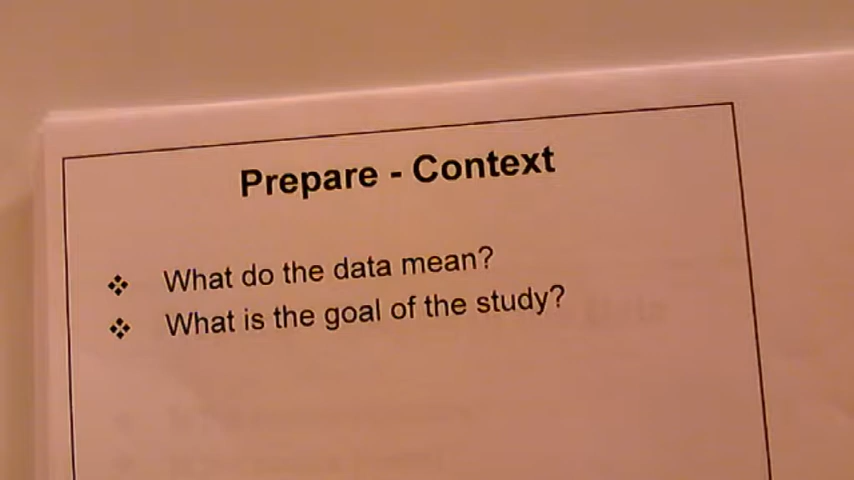 Prepare - Context
❖ What do the data mean?
❖ What is the goal of the study?